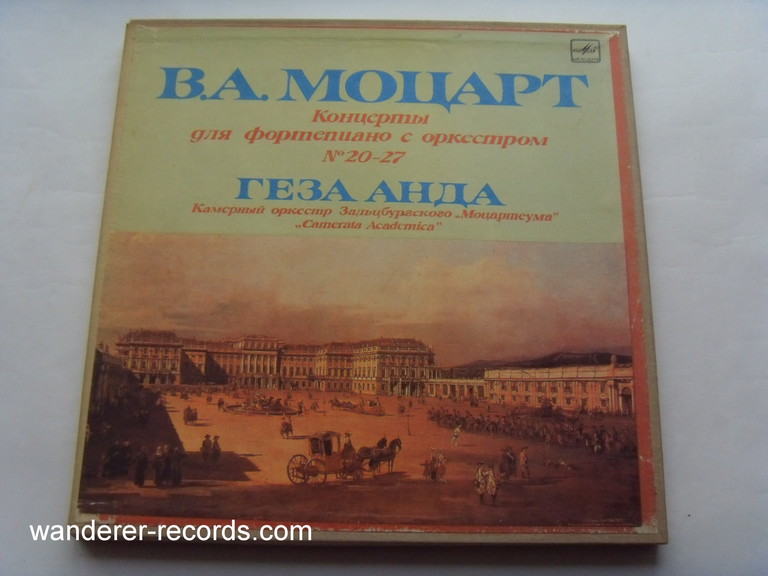 В.А. МОЦАРТ
Концерты
для фортепиано с оркестром
№ 20-27
ГЕЗА АНДА
Камерный оркестр Зальцбургского „Моцартеума"
„Camerata Academica"
wanderer-records.com